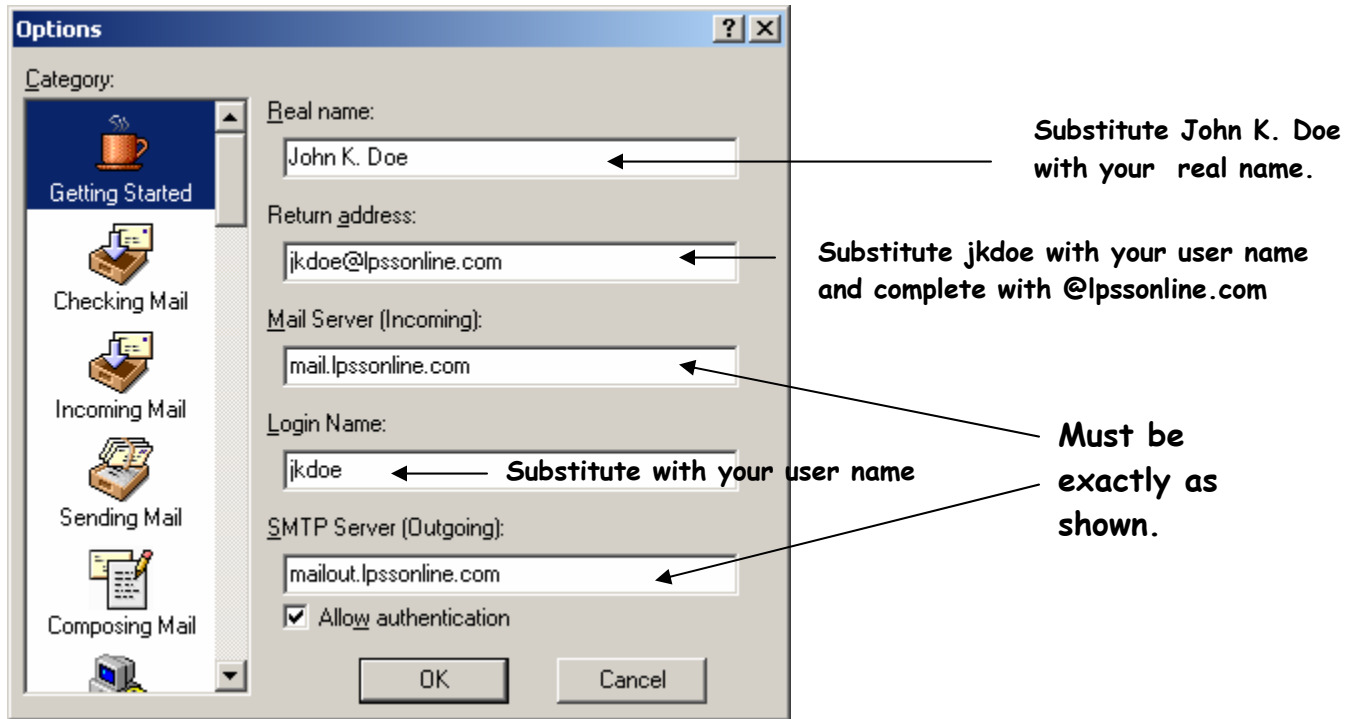 Options
Category:
Getting Started
Checking Mail
Incoming Mail
Sending Mail
Composing Mail
Real name:
John K. Doe
Substitute John K. Doe
with your real name.
Return address:
jkdoe@lpssonline.com
Substitute jkdoe with your user name
and complete with @lpssonline.com
Mail Server (Incoming):
mail.lpssonline.com
Login Name:
jkdoe
Substitute with your user name
SMTP Server (Outgoing):
mailout.lpssonline.com
Must be
exactly as
shown.
Allow authentication
OK
Cancel